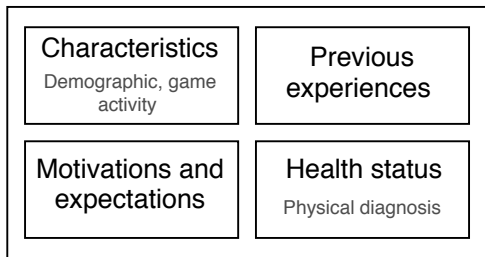 Characteristics
Demographic, game
activity
Previous
experiences
Motivations and
expectations
Health status
Physical diagnosis